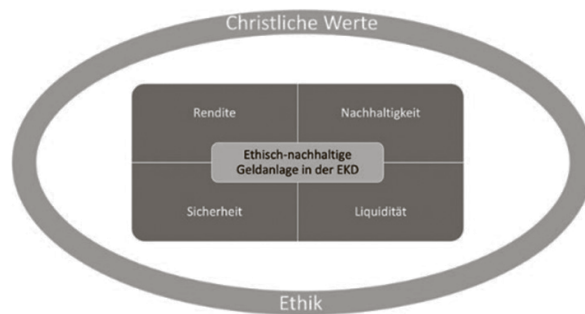 Christliche Werte
Rendite
Nachhaltigkeit
Ethisch-nachhaltige
Geldanlage in der EKD
Sicherheit
Liquidität
Ethik